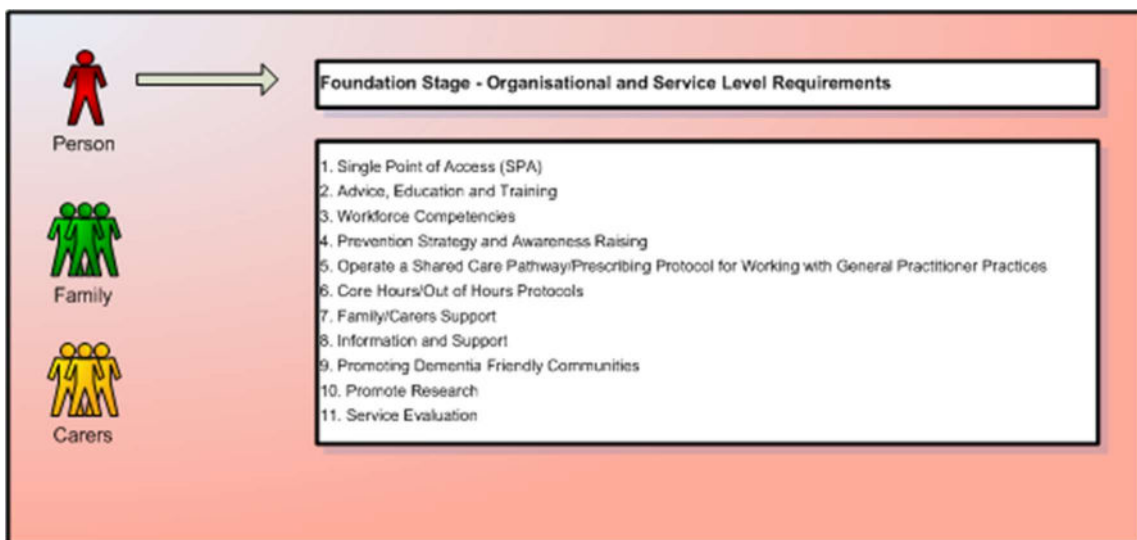 Person
Foundation Stage - Organisational and Service Level Requirements
1. Single Point of Access (SPA)
2. Advice, Education and Training
3. Workforce Competencies
4. Prevention Strategy and Awareness Raising
5. Operate a Shared Care Pathway/Prescribing Protocol for Working with General Practitioner Practices
6. Core Hours/Out of Hours Protocols
7. Family/Carers Support
8. Information and Support
9. Promoting Dementia Friendly Communities
10. Promote Research
11. Service Evaluation
Family
Carers